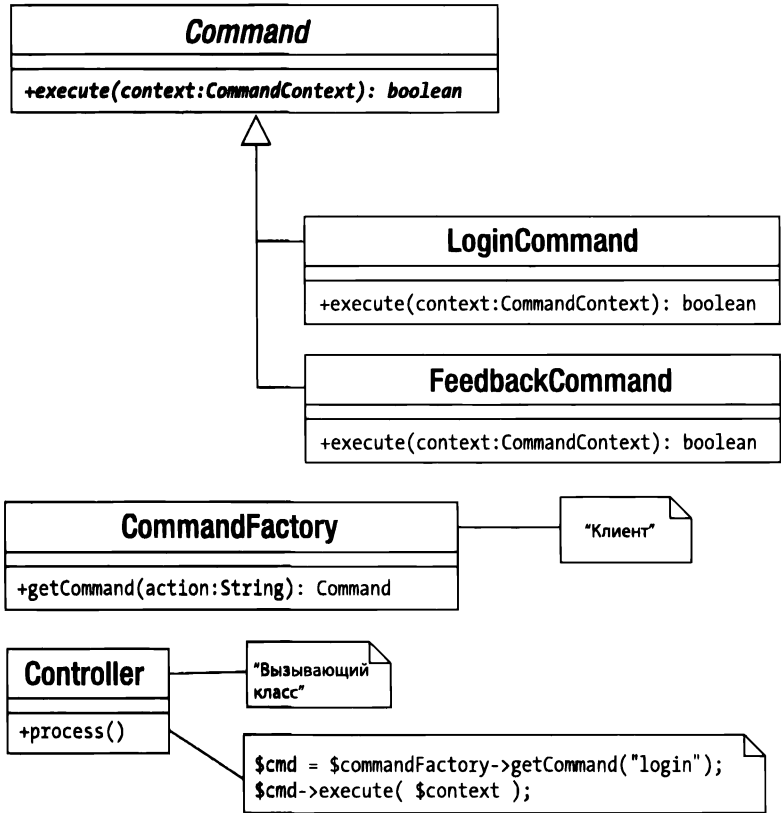 Command
+execute(context:CommandContext): boolean
LoginCommand
+execute(context:CommandContext): boolean
FeedbackCommand
+execute(context:CommandContext): boolean
CommandFactory
+getCommand(action:String): Command
"Клиент"
Controller
+process()
"Вызывающий
класс"
$cmd = $commandFactory->getCommand("login");
$cmd->execute( $context );